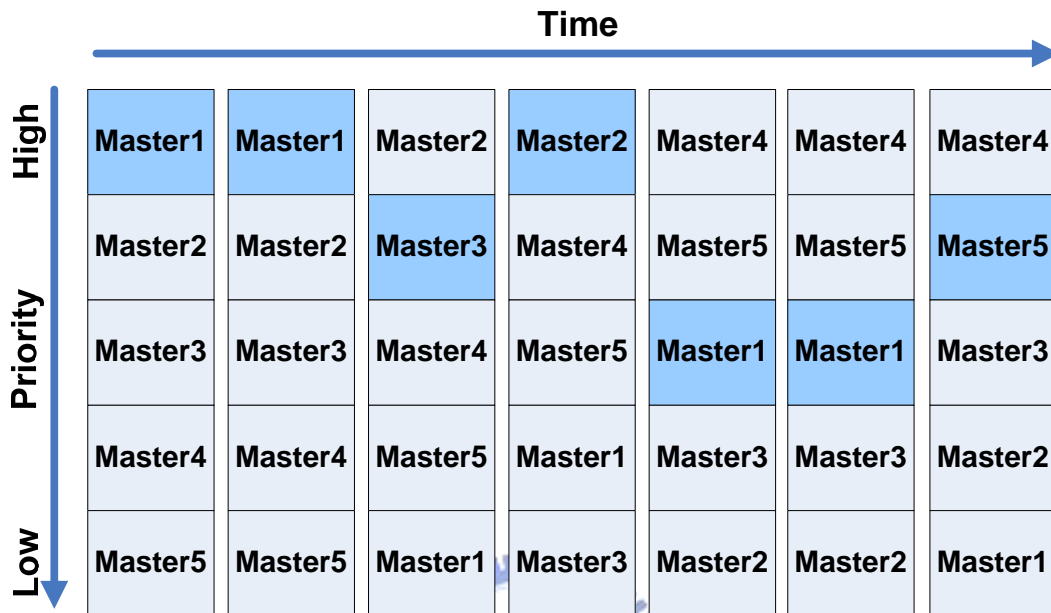 Time
High
Priority
Low
Master1 Master1 Master2 Master2 Master4 Master4 Master4
Master2 Master2 Master3 Master4 Master5 Master5 Master5
Master3 Master3 Master4 Master5 Master1 Master1 Master3
Master4 Master4 Master5 Master1 Master3 Master3 Master2
Master5 Master5 Master1 Master3 Master2 Master2 Master1